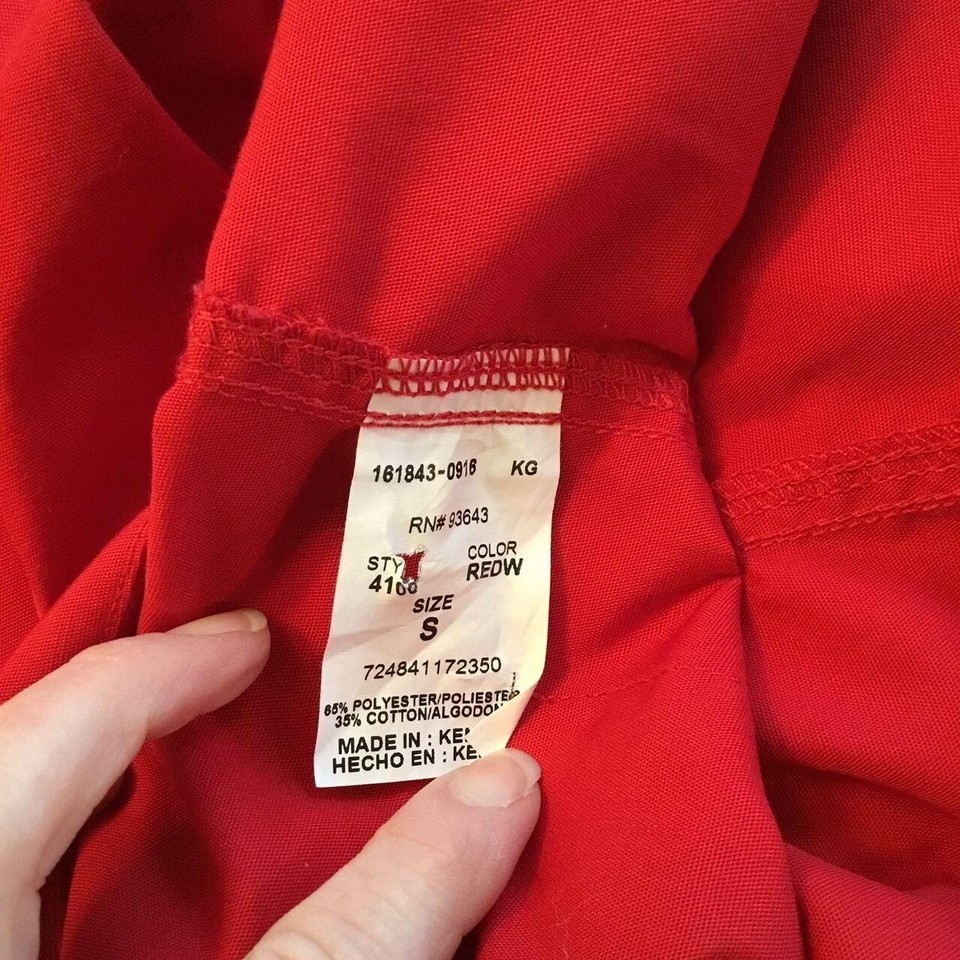 161843-0916 KG
RN# 93643
COLOR
REDW
SIZE
S
724841172350
65% POLYESTER/POLIESTER
35% COTTON/ALGODON
MADE IN :
HECHO EN :